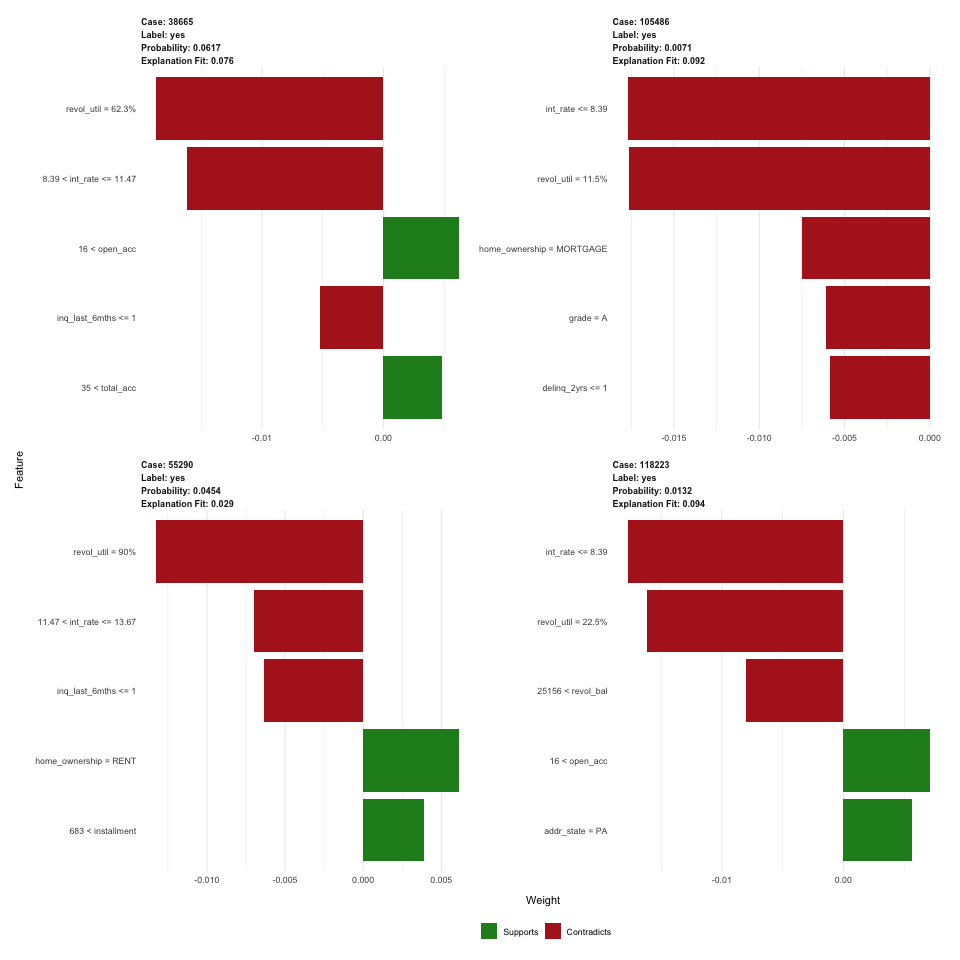 Case: 38665
Label: yes
Probability: 0.0617
Explanation Fit: 0.076
revol_util = 62.3%
8.39 < int_rate <= 11.47
16 < open_acc
inq_last_6mths <= 1
35 < total_acc
-0.01 0.00
Case: 105486
Label: yes
Probability: 0.0071
Explanation Fit: 0.092
int_rate <= 8.39
revol_util = 11.5%
home_ownership = MORTGAGE
grade = A
delinq_2yrs <= 1
-0.015 -0.010 -0.005 0.000
Feature
Case: 55290
Label: yes
Probability: 0.0454
Explanation Fit: 0.029
revol_util = 90%
11.47 < int_rate <= 13.67
inq_last_6mths <= 1
home_ownership = RENT
683 < installment
-0.010 -0.005 0.000 0.005
Case: 118223
Label: yes
Probability: 0.0132
Explanation Fit: 0.094
int_rate <= 8.39
revol_util = 22.5%
25156 < revol_bal
16 < open_acc
addr_state = PA
-0.01 0.00
Weight
Supports Contradicts